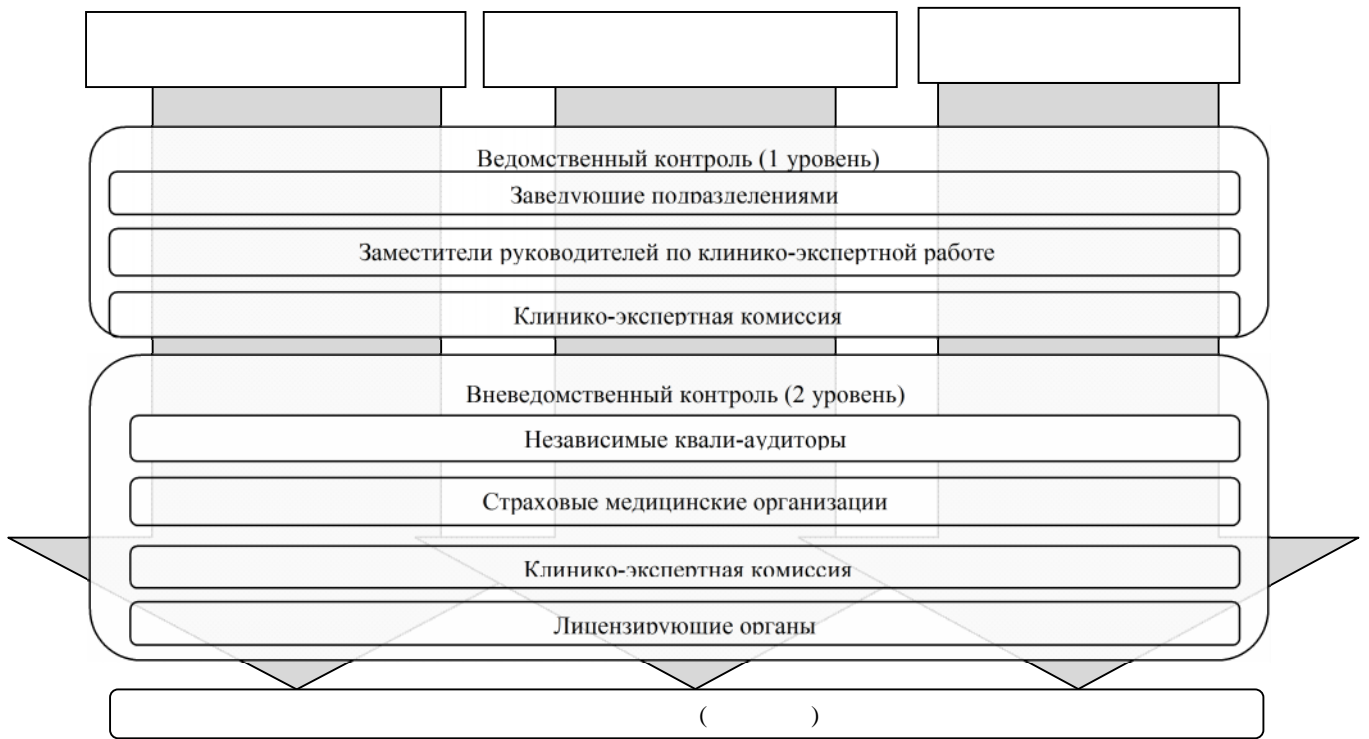 Ведомственный контроль (1 уровень)
Заведующие подразделениями
Заместители руководителей по клинико-экспертной работе
Клинико-экспертная комиссия
Вневедомственный контроль (2 уровень)
Независимые квали-аудиторы
Страховые медицинские организации
Клинико-экспертная комиссия
Лицензирующие органы
( )